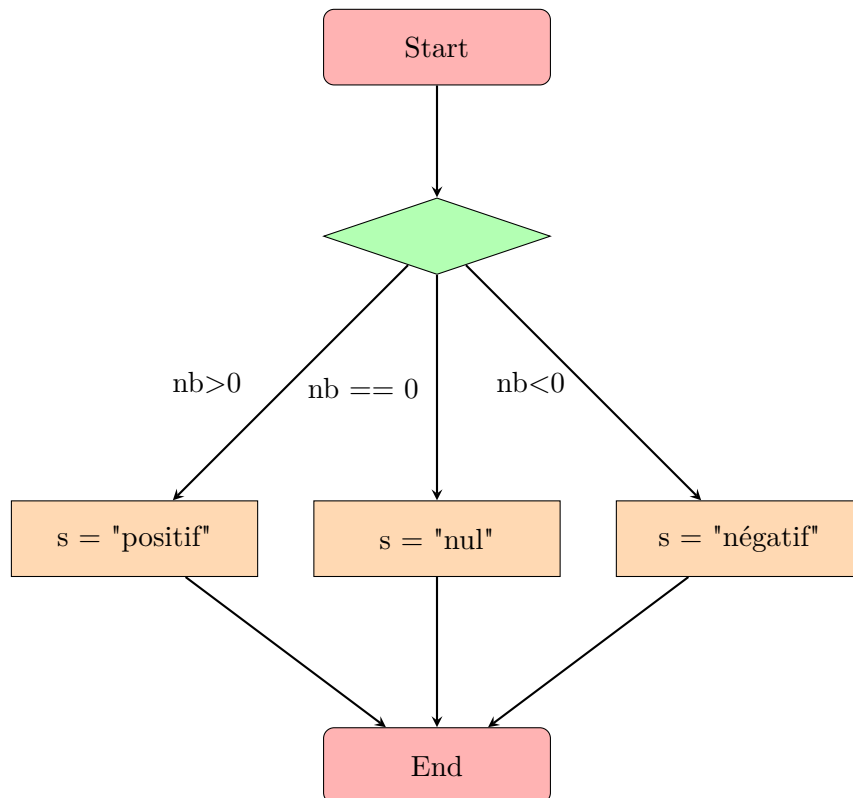 Start
nb>0
nb == 0
nb<0
s = "positif"
s = "nul"
s = "négatif"
End